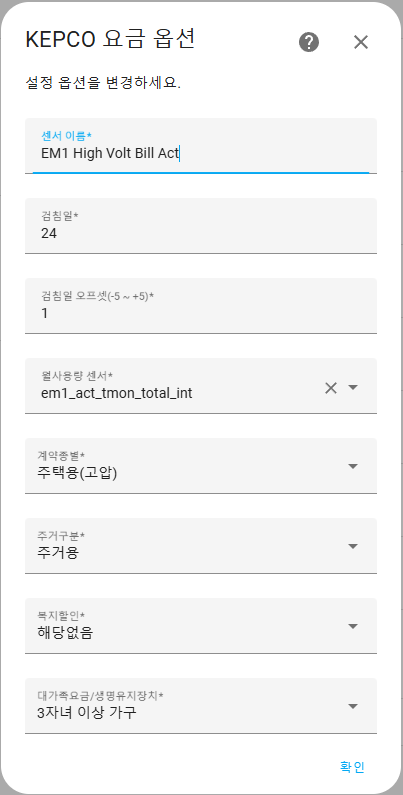 KEPCO 요금 옵션
설정 옵션을 변경하세요.
센서 이름*
EM1 High Volt Bill Act
검침일*
24
검침일 오프셋(-5 ~ +5)*
1
월사용량 센서*
em1_act_tmon_total_int
계약종별*
주택용(고압)
주거구분*
주거용
복지할인*
해당없음
대가족요금/생명유지장치*
3자녀 이상 가구
확인